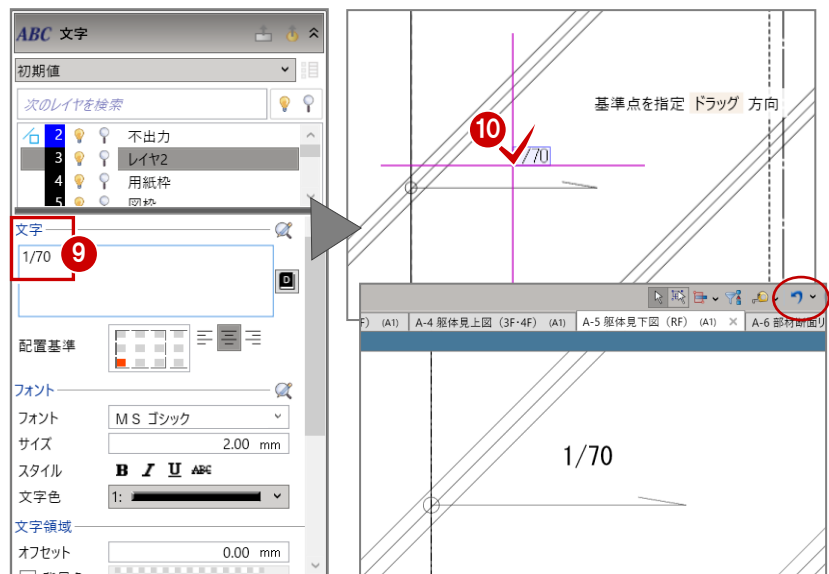 ABC 文字
初期値
次のレイヤを検索
2 不出力
3 レイヤ2
4 用紙枠
5 図枠
文字
1/70
9
D
配置基準
フォント
フォント MS ゴシック
サイズ 2.00 mm
スタイル B I U ABC
文字色 1:
文字領域
オフセット 0.00 mm
基準点を指定 ドラッグ 方向
10
1/70
F) (A1) A-4 躯体見上図（3F･4F） (A1) A-5 躯体見下図（RF） (A1) × A-6 部材断面リ
1/70